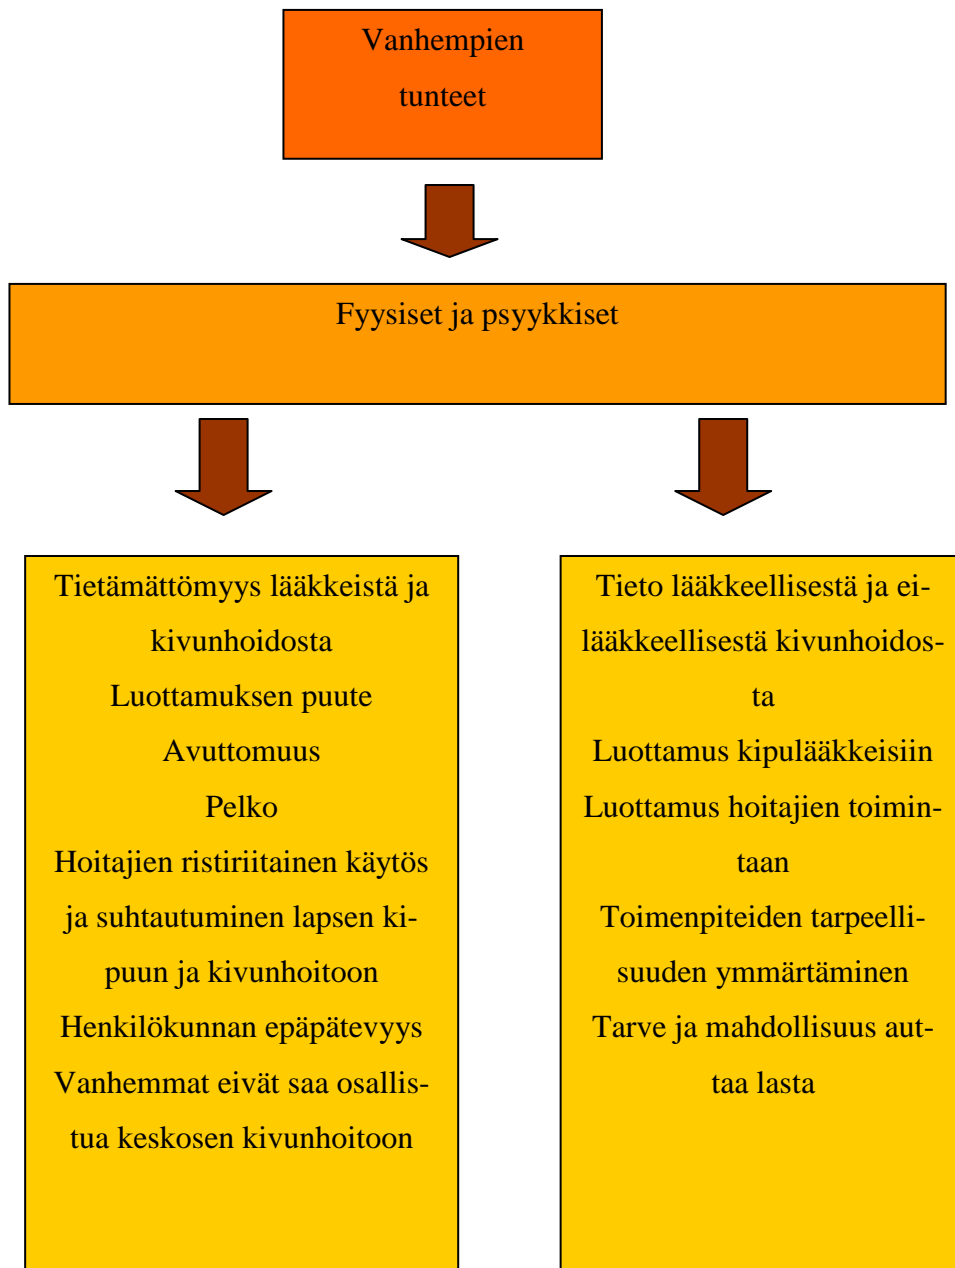 Vanhempien
tunteet
Fyysiset ja psyykkiset
Tietämättömyys lääkkeistä ja
kivunhoidosta
Luottamuksen puute
Avuttomuus
Pelko
Hoitajien ristiriitainen käytös
ja suhtautuminen lapsen ki-
puun ja kivunhoitoon
Henkilökunnan epäpätevyys
Vanhemmat eivät saa osallis-
tua keskosen kivunhoitoon
Tieto lääkkeellisestä ja ei-
lääkkeellisestä kivunhoidos-
ta
Luottamus kipulääkkeisiin
Luottamus hoitajien toimin-
taan
Toimenpiteiden tarpeelli-
suuden ymmärtäminen
Tarve ja mahdollisuus aut-
taa lasta